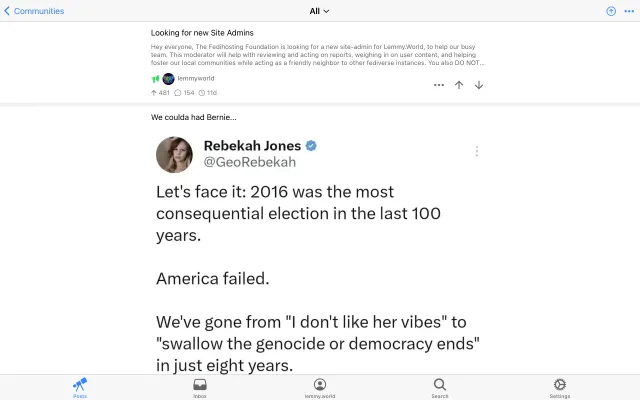 Communities
All
Looking for new Site Admins
Hey everyone, The Fedihosting Foundation is looking for a new site-admin for Lemmy.World, to help our busy
team. This moderator will help with reviewing and acting on reports, weighing in on user content, and helping
foster our local communities while acting as a friendly neighbor to other fediverse instances. You also DO NOT...
lemmyworld
481 154 11d
We coulda had Bernie...
Rebekah Jones
@GeoRebekah
Let's face it: 2016 was the most
consequential election in the last 100
years.
America failed.
We've gone from "I don't like her vibes" to
"swallow the genocide or democracy ends"
in just eight years.
Posts Inbox lemmy.world Search Settings